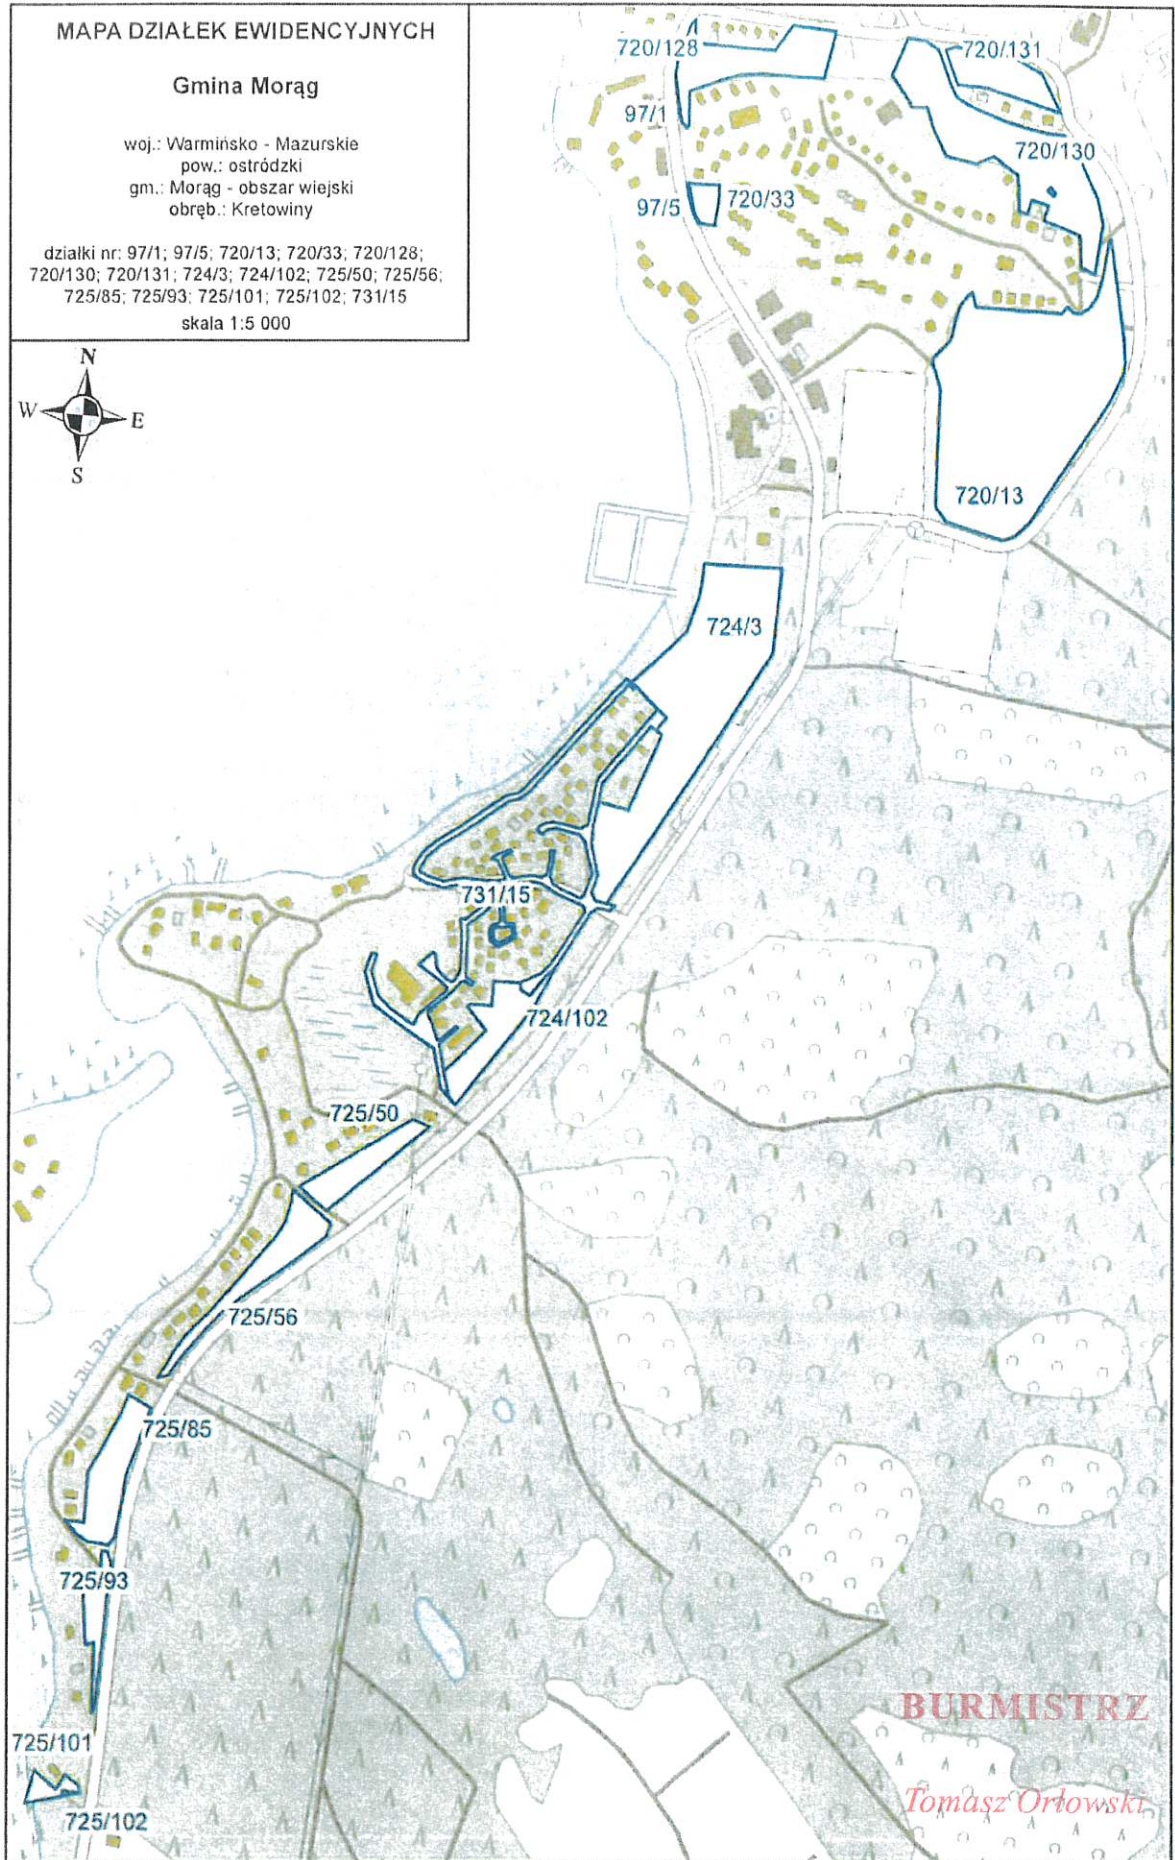 MAPA DZIAŁEK EWIDENCYJNYCH
Gmina Morąg
woj.: Warmińsko - Mazurskie
pow.: ostródzki
gm.: Morąg - obszar wiejski
obręb.: Kretowiny
działki nr: 97/1; 97/5; 720/13; 720/33; 720/128;
720/130; 720/131; 724/3; 724/102; 725/50; 725/56;
725/85; 725/93; 725/101; 725/102; 731/15
skala 1:5 000
N
W
E
S
720/128
720/131
97/1
720/130
97/5
720/33
720/13
724/3
731/15
724/102
725/50
725/56
725/85
725/93
725/101
725/102
BURMISTRZ
Tomasz Orłowski